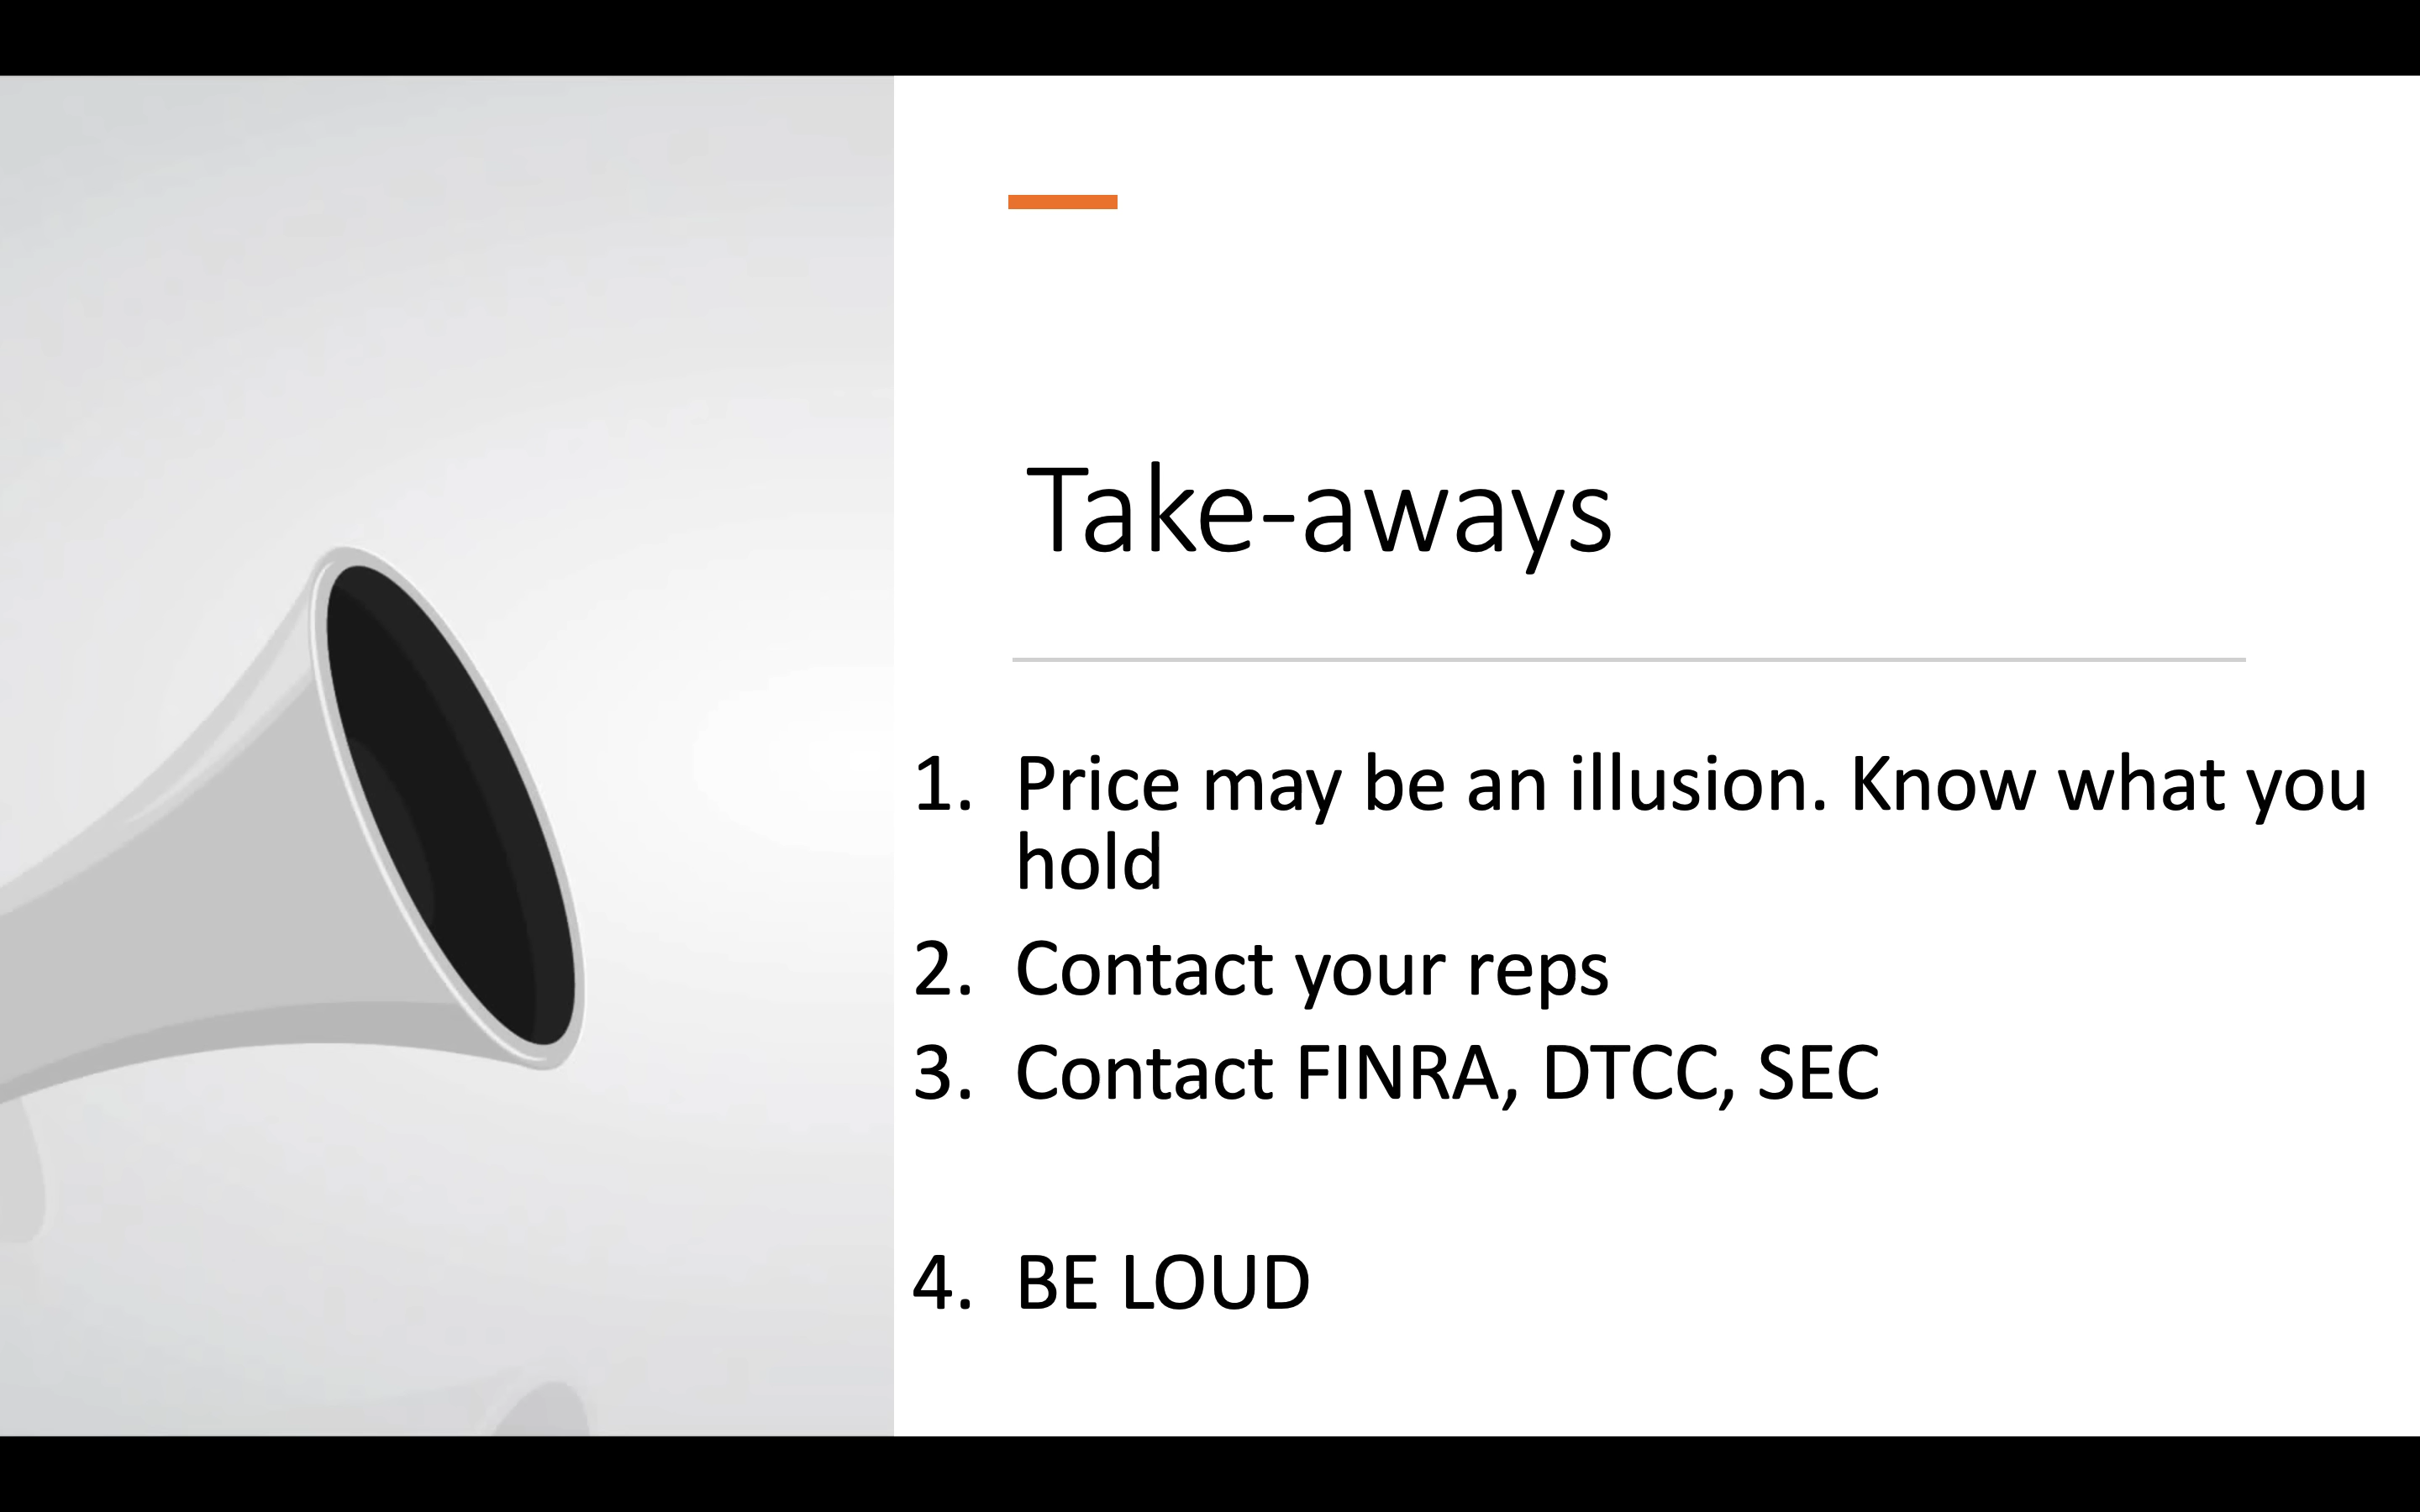 Take-aways
1. Price may be an illusion. Know what you
hold
2. Contact your reps
3. Contact FINRA, DTCC, SEC
4. BE LOUD